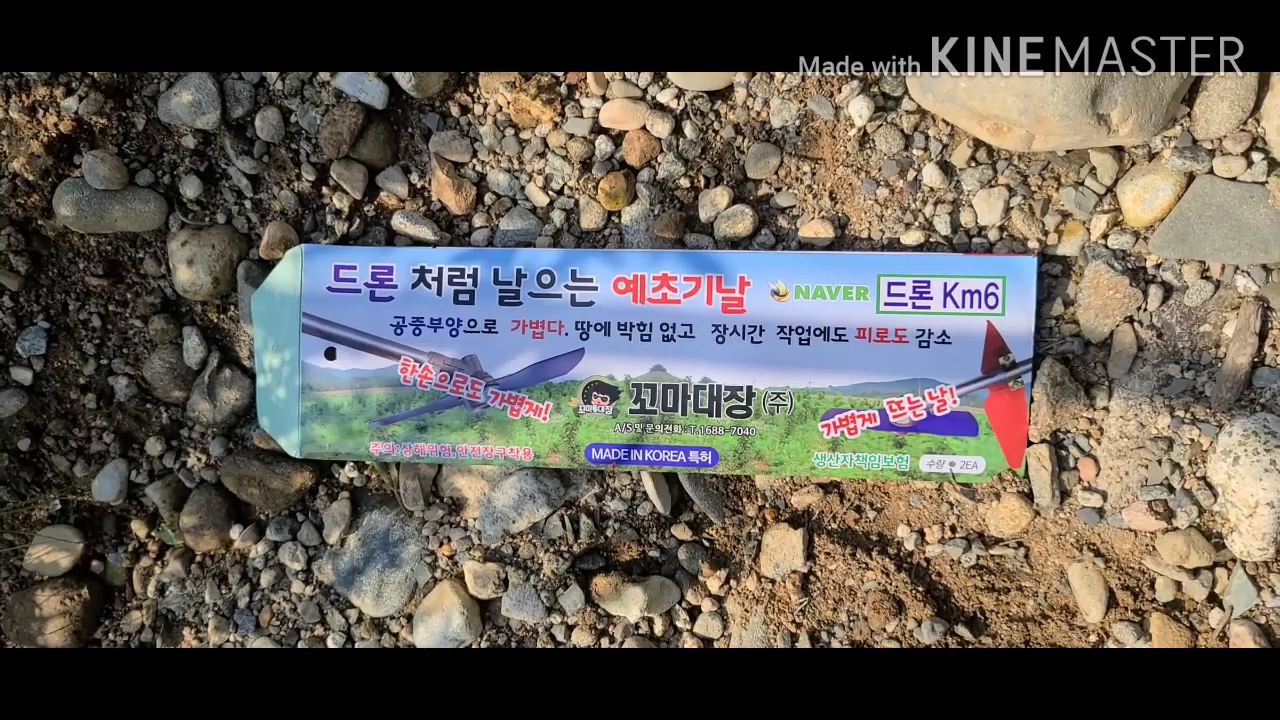 Made with KINEMASTER
드론 처럼 날으는 예초기날
NAVER 드론 Km6
공중부양으로 가볍다. 땅에 박힘 없고 장시간 작업에도 피로도 감소
한손으로도 가볍게!
꼬마대장 (주)
가볍게 뜨는 날!
A/S 및 문의전화 : T.1688-7040
주의: 상해위험, 안전장구착용
MADE IN KOREA 특허
생산자책임보험
수량 2EA